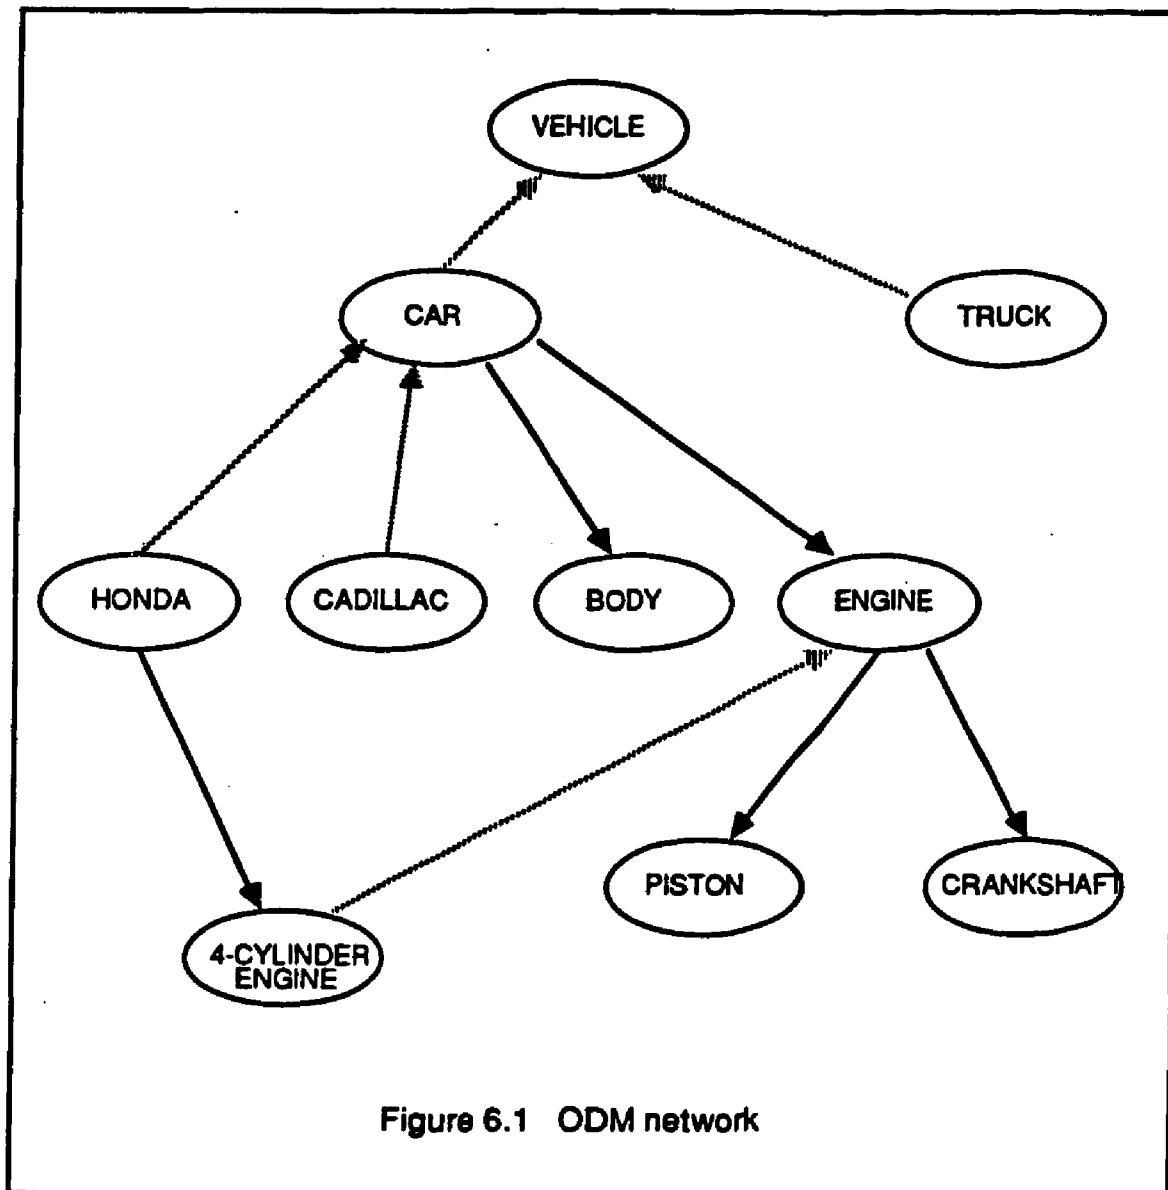 VEHICLE
CAR
TRUCK
HONDA
CADILLAC
BODY
ENGINE
PISTON
CRANKSHAFT
4-CYLINDER
ENGINE
Figure 6.1 ODM network